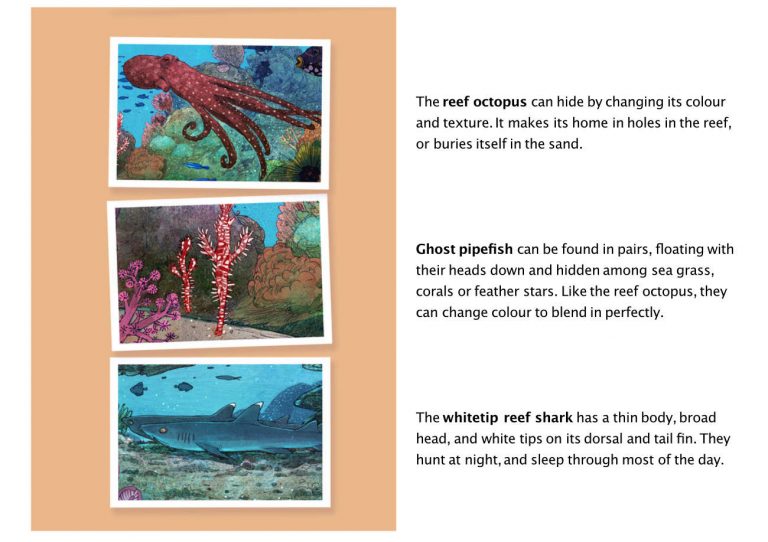 The reef octopus can hide by changing its colour
and texture. It makes its home in holes in the reef,
or buries itself in the sand.
Ghost pipefish can be found in pairs, floating with
their heads down and hidden among sea grass,
corals or feather stars. Like the reef octopus, they
can change colour to blend in perfectly.
The whitetip reef shark has a thin body, broad
head, and white tips on its dorsal and tail fin. They
hunt at night, and sleep through most of the day.